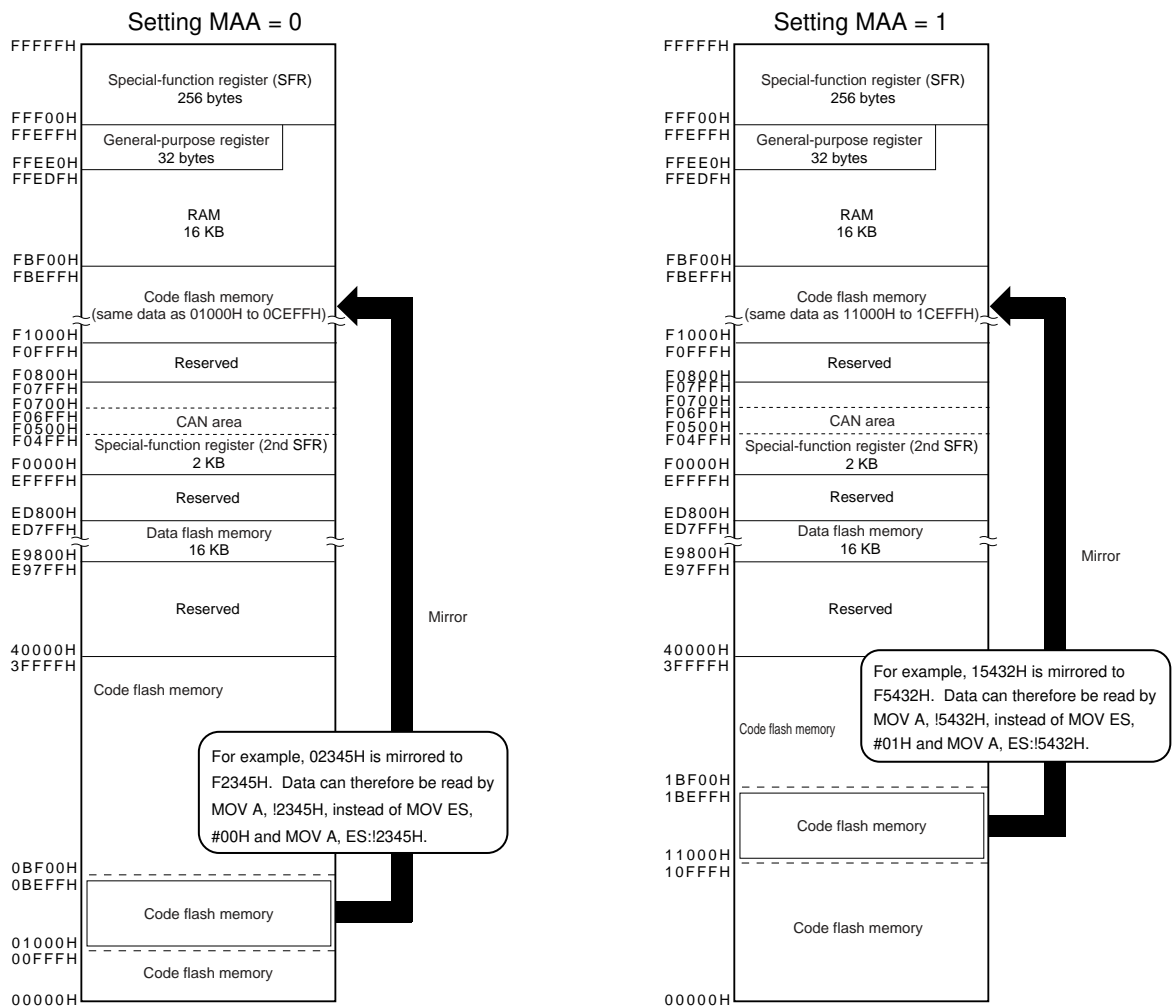 Setting MAA = 0
FFFFFH
Special-function register (SFR)
256 bytes
FFF00H
FFEFFH
General-purpose register
32 bytes
FFEE0H
FFEDFH
RAM
16 KB
FBF00H
FBEFFH
Code flash memory
(same data as 01000H to 0CEFFH)
F1000H
F0FFFH
Reserved
F0800H
F07FFH
F0700H
F06FFH
CAN area
F0500H
F04FFH
Special-function register (2nd SFR)
2 KB
F0000H
EFFFFH
Reserved
ED800H
ED7FFH
Data flash memory
16 KB
E9800H
E97FFH
Reserved
Mirror
40000H
3FFFFH
Code flash memory
For example, 02345H is mirrored to
F2345H. Data can therefore be read by
MOV A, !2345H, instead of MOV ES,
#00H and MOV A, ES:!2345H.
0BF00H
0BEFFH
Code flash memory
01000H
00FFFH
Code flash memory
00000H
Setting MAA = 1
FFFFFH
Special-function register (SFR)
256 bytes
FFF00H
FFEFFH
General-purpose register
32 bytes
FFEE0H
FFEDFH
RAM
16 KB
FBF00H
FBEFFH
Code flash memory
(same data as 11000H to 1CEFFH)
F1000H
F0FFFH
Reserved
F0800H
F07FFH
F0700H
F06FFH
CAN area
F0500H
F04FFH
Special-function register (2nd SFR)
2 KB
F0000H
EFFFFH
Reserved
ED800H
ED7FFH
Data flash memory
16 KB
E9800H
E97FFH
Mirror
Reserved
40000H
3FFFFH
For example, 15432H is mirrored to
F5432H. Data can therefore be read by
MOV A, !5432H, instead of MOV ES,
#01H and MOV A, ES:!5432H.
Code flash memory
1BF00H
1BEFFH
Code flash memory
11000H
10FFFH
Code flash memory
00000H